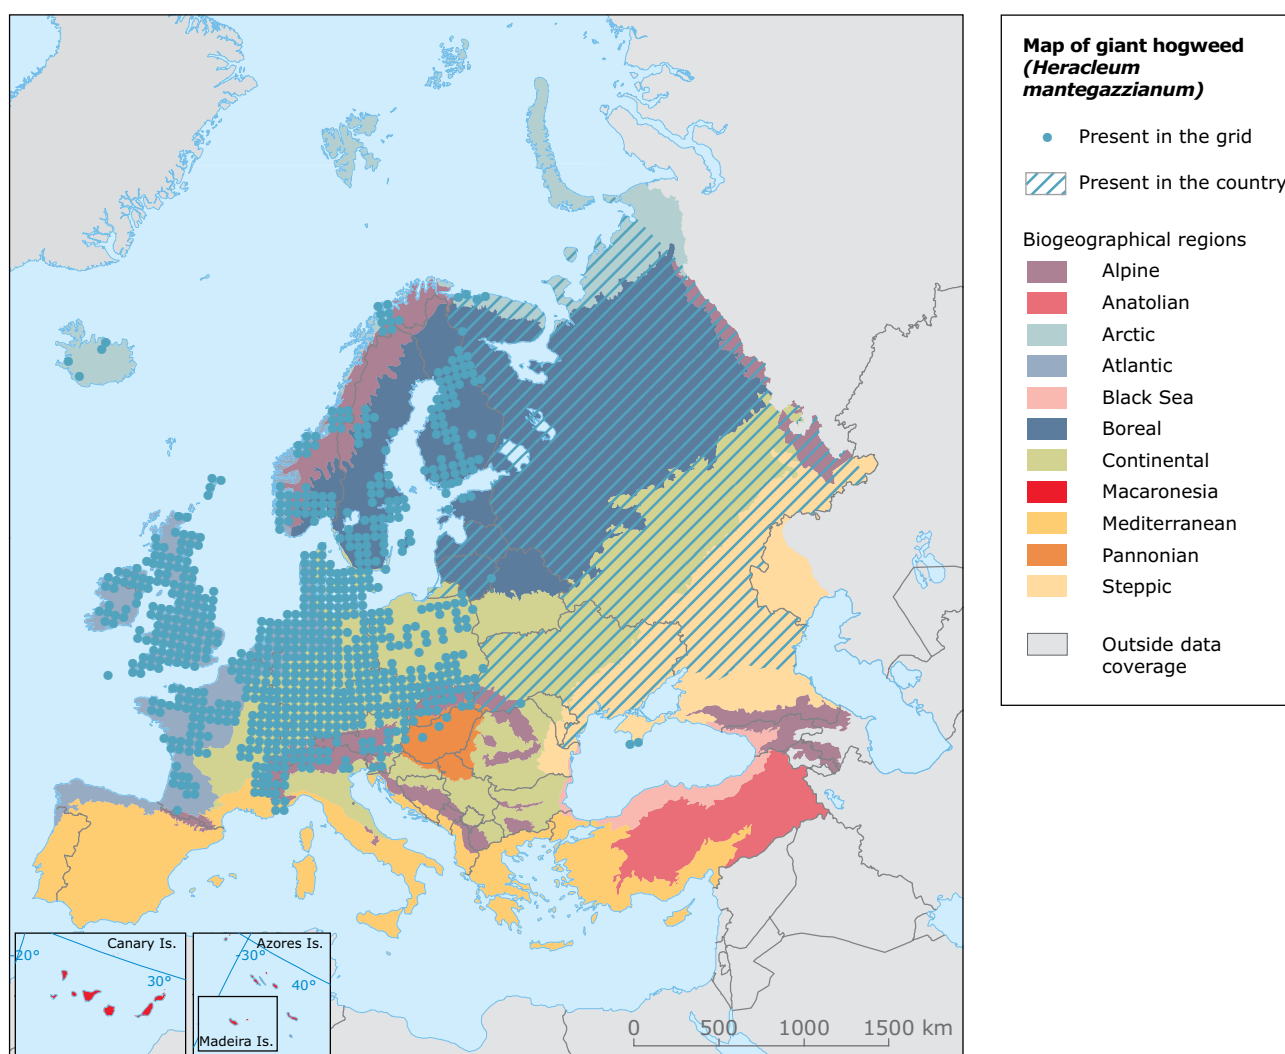 Map of giant hogweed
(Heracleum
mantegazzianum)
Present in the grid
Present in the country
Biogeographical regions
Alpine
Anatolian
Arctic
Atlantic
Black Sea
Boreal
Continental
Macaronesia
Mediterranean
Pannonian
Steppic
Outside data
coverage
Canary Is.
-20°
30°
Azores Is.
-30°
40°
Madeira Is.
0 500 1000 1500 km